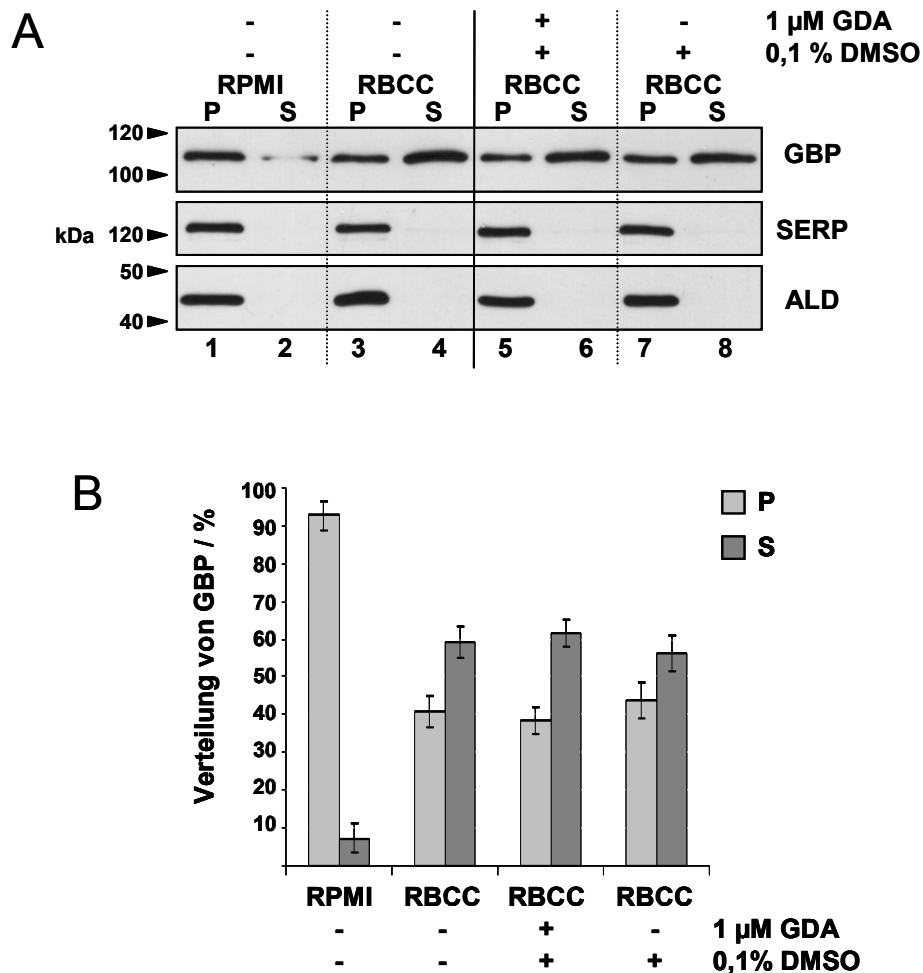 A
- - + - 1 µM GDA
- - + + 0,1 % DMSO
RPMI RBCC RBCC RBCC
P S P S P S P S
120
100
GBP
kDa 120
SERP
50
40
ALD
1 2 3 4 5 6 7 8
B
Verteilung von GBP / %
100
90
80
70
60
50
40
30
20
10
P
S
RPMI RBCC RBCC RBCC
- - + - 1 µM GDA
- - + + 0,1% DMSO